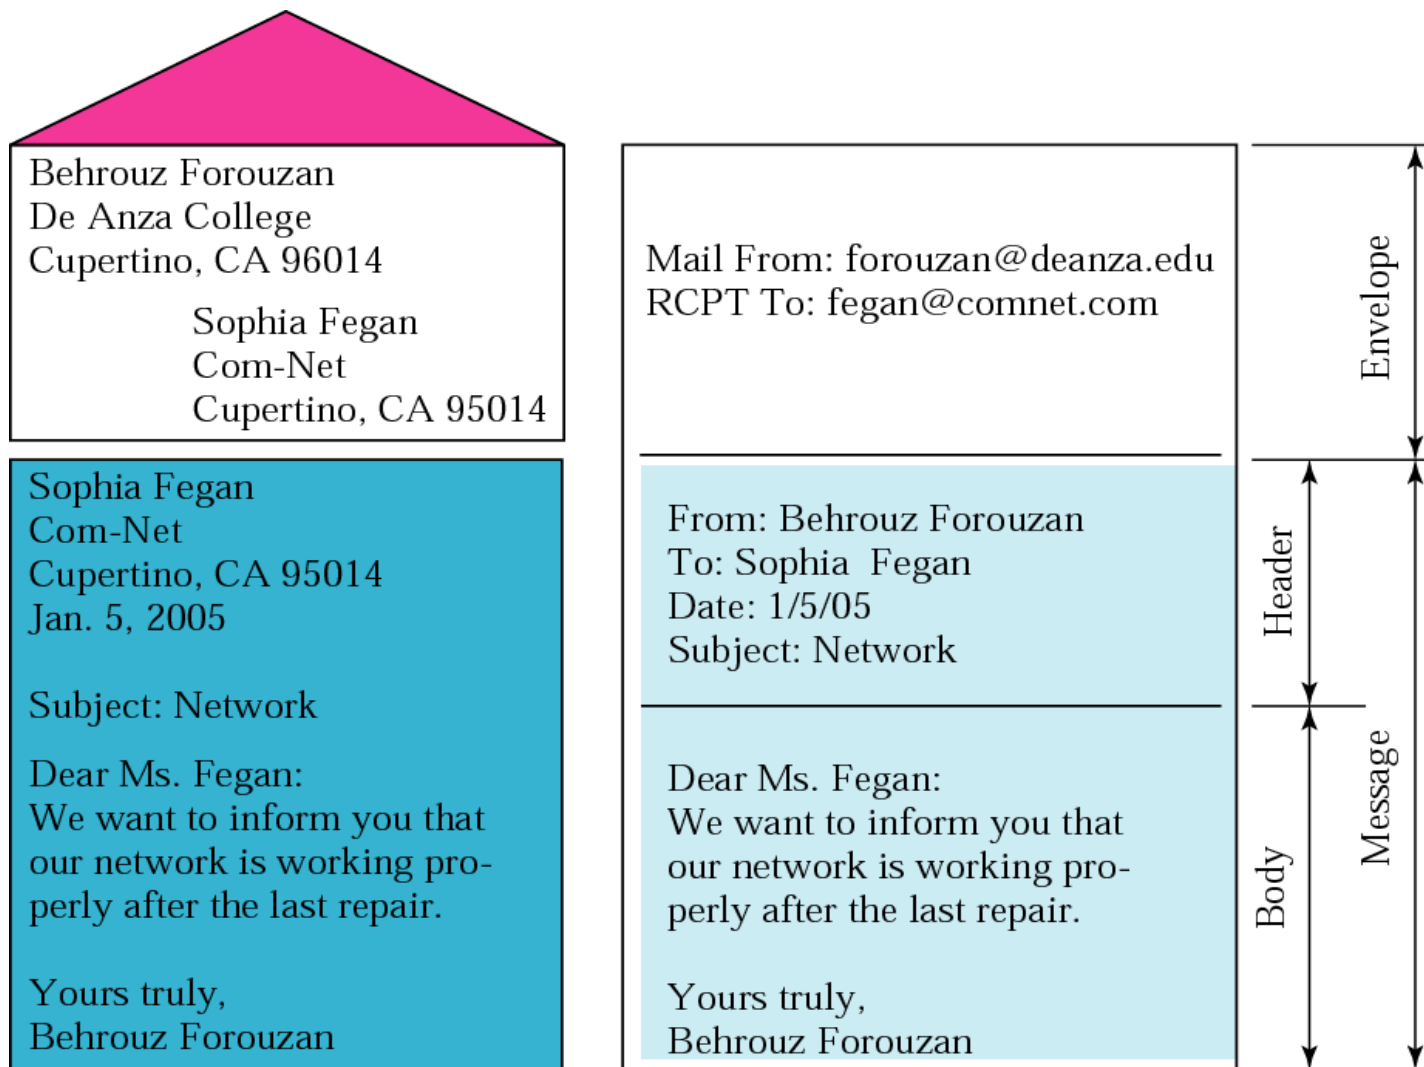 Behrouz Forouzan
De Anza College
Cupertino, CA 96014
Sophia Fegan
Com-Net
Cupertino, CA 95014
Sophia Fegan
Com-Net
Cupertino, CA 95014
Jan. 5, 2005
Subject: Network
Dear Ms. Fegan:
We want to inform you that
our network is working pro-
perly after the last repair.
Yours truly,
Behrouz Forouzan
Mail From: forouzan@deanza.edu
RCPT To: fegan@comnet.com
From: Behrouz Forouzan
To: Sophia Fegan
Date: 1/5/05
Subject: Network
Dear Ms. Fegan:
We want to inform you that
our network is working pro-
perly after the last repair.
Yours truly,
Behrouz Forouzan
Envelope
Header
Body
Message